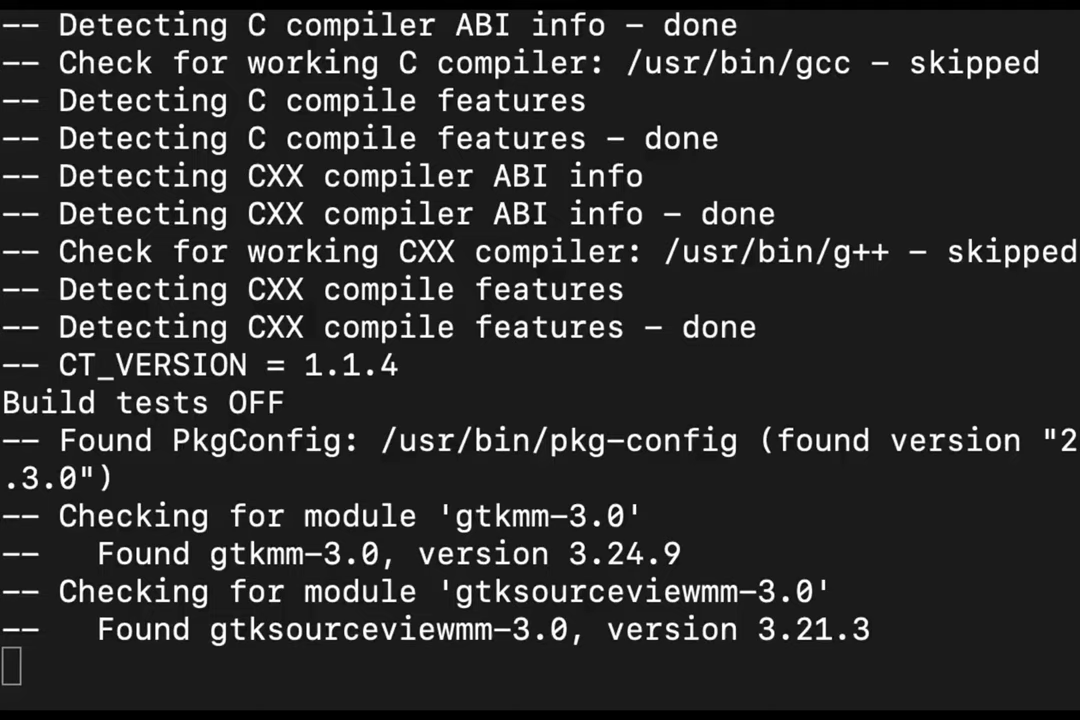 -- Detecting C compiler ABI info - done
-- Check for working C compiler: /usr/bin/gcc - skipped
-- Detecting C compile features
-- Detecting C compile features - done
-- Detecting CXX compiler ABI info
-- Detecting CXX compiler ABI info - done
-- Check for working CXX compiler: /usr/bin/g++ - skipped
-- Detecting CXX compile features
-- Detecting CXX compile features - done
-- CT_VERSION = 1.1.4
Build tests OFF
-- Found PkgConfig: /usr/bin/pkg-config (found version "2
.3.0")
-- Checking for module 'gtkmm-3.0'
--   Found gtkmm-3.0, version 3.24.9
-- Checking for module 'gtksourceviewmm-3.0'
--   Found gtksourceviewmm-3.0, version 3.21.3